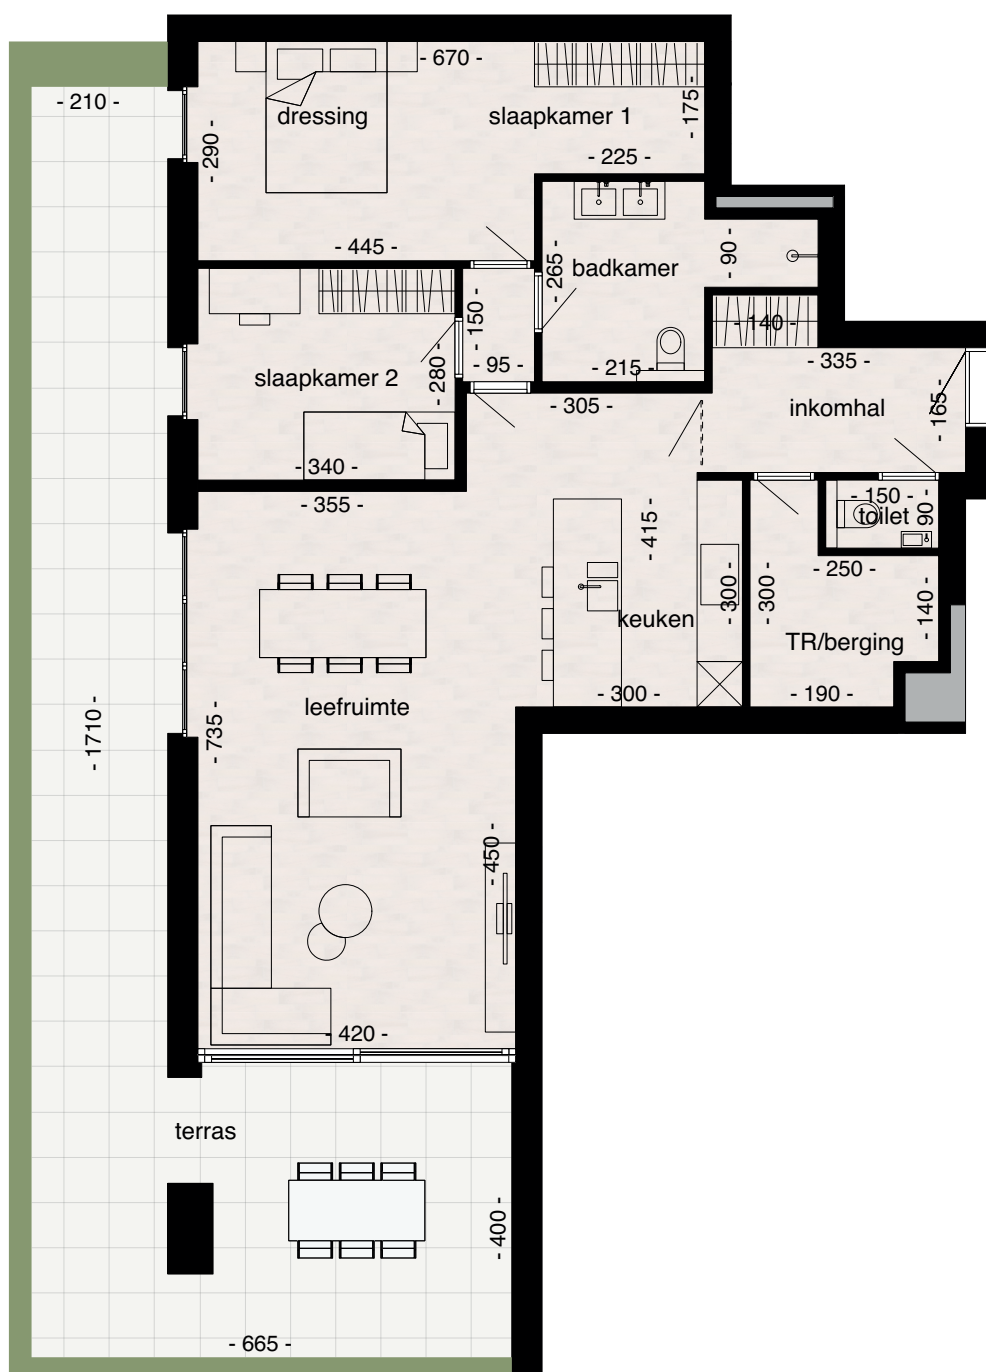 - 670 -
- 210 -
dressing
slaapkamer 1
- 175 -
- 290 -
- 225 -
- 445 -
- 90 -
badkamer
- 265 -
- 150 -
- 140 -
- 335 -
- 95 -
- 215 -
slaapkamer 2
- 280 -
- 305 -
inkomhal
- 165 -
- 340 -
- 355 -
- 150 -
toilet
- 90 -
- 415 -
- 250 -
- 300 -
- 300 -
- 140 -
keuken
TR/berging
- 300 -
- 190 -
leefruimte
- 735 -
- 1710 -
- 450 -
- 420 -
terras
- 400 -
- 665 -